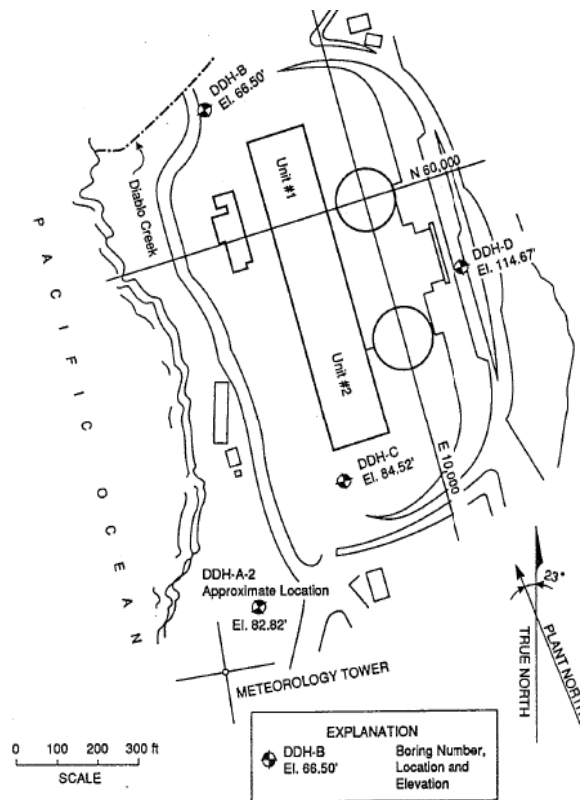 DDH-B
El. 66.50'
Unit #1
N 60,000
Diablo Creek
DDH-D
El. 114.67'
PACIFIC OCEAN
Unit #2
DDH-C
El. 84.52'
E 10,000
DDH-A-2
Approximate Location
El. 82.82'
23°
TRUE NORTH
PLANT NORTH
METEOROLOGY TOWER
0 100 200 300 ft
SCALE
EXPLANATION
DDH-B Boring Number,
El. 66.50' Location and
Elevation